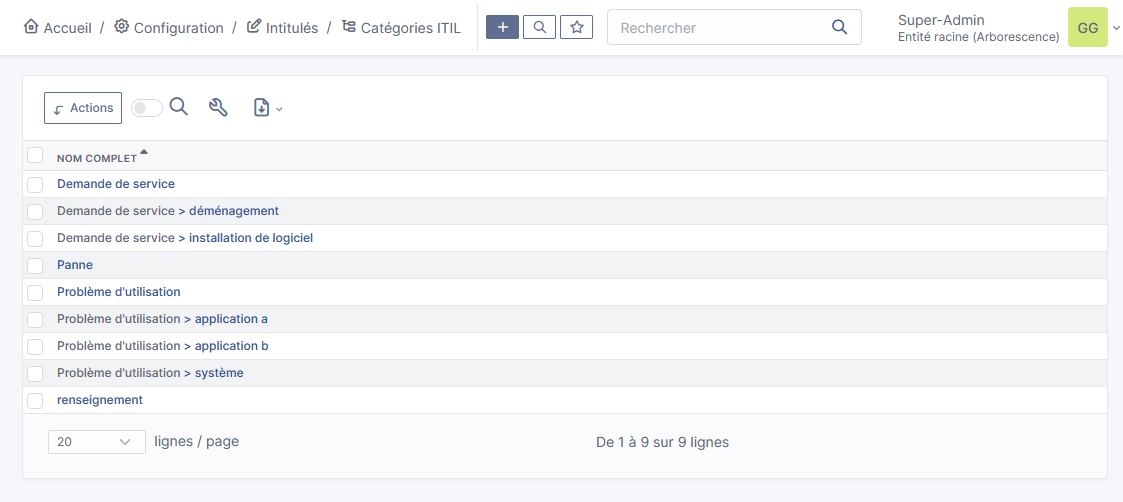 Accueil / Configuration / Intitulés / Catégories ITIL
Rechercher
Super-Admin
Entité racine (Arborescence)
GG
Actions
NOM COMPLET
Demande de service
Demande de service > déménagement
Demande de service > installation de logiciel
Panne
Problème d'utilisation
Problème d'utilisation > application a
Problème d'utilisation > application b
Problème d'utilisation > système
renseignement
20 lignes / page
De 1 à 9 sur 9 lignes